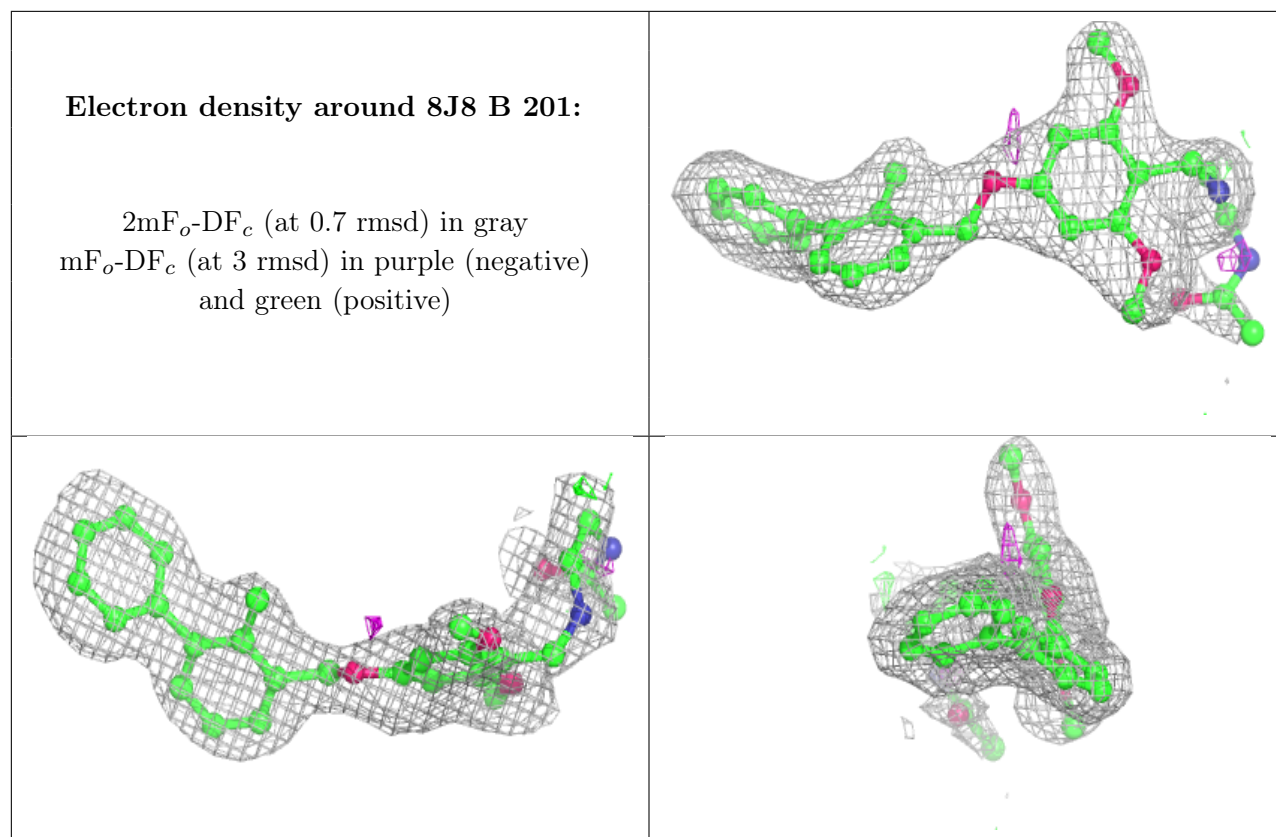 Electron density around 8J8 B 201:
2mFₒ-DF𝒸 (at 0.7 rmsd) in gray
mFₒ-DF𝒸 (at 3 rmsd) in purple (negative)
and green (positive)